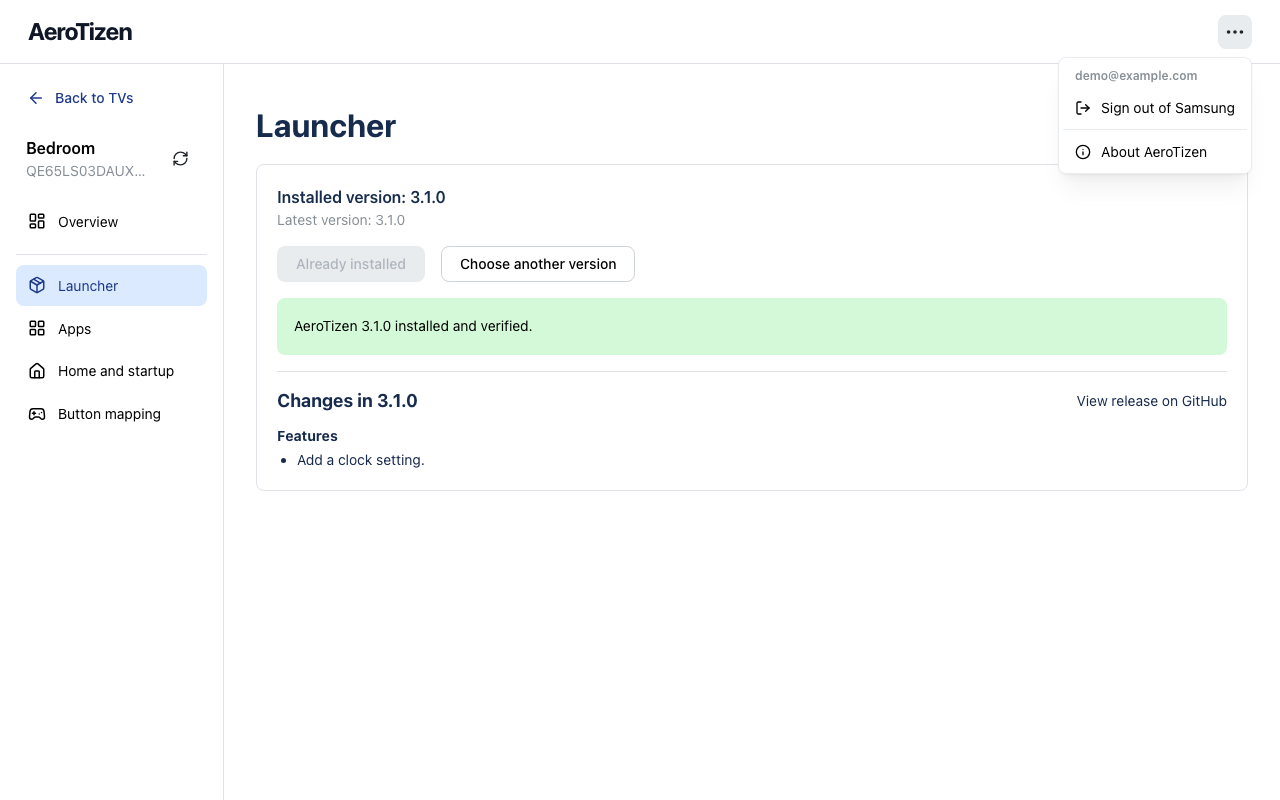 AeroTizen
demo@example.com
Sign out of Samsung
About AeroTizen
Back to TVs
Bedroom
QE65LS03DAUX...
Overview
Launcher
Apps
Home and startup
Button mapping
Launcher
Installed version: 3.1.0
Latest version: 3.1.0
Already installed
Choose another version
AeroTizen 3.1.0 installed and verified.
Changes in 3.1.0
View release on GitHub
Features
• Add a clock setting.